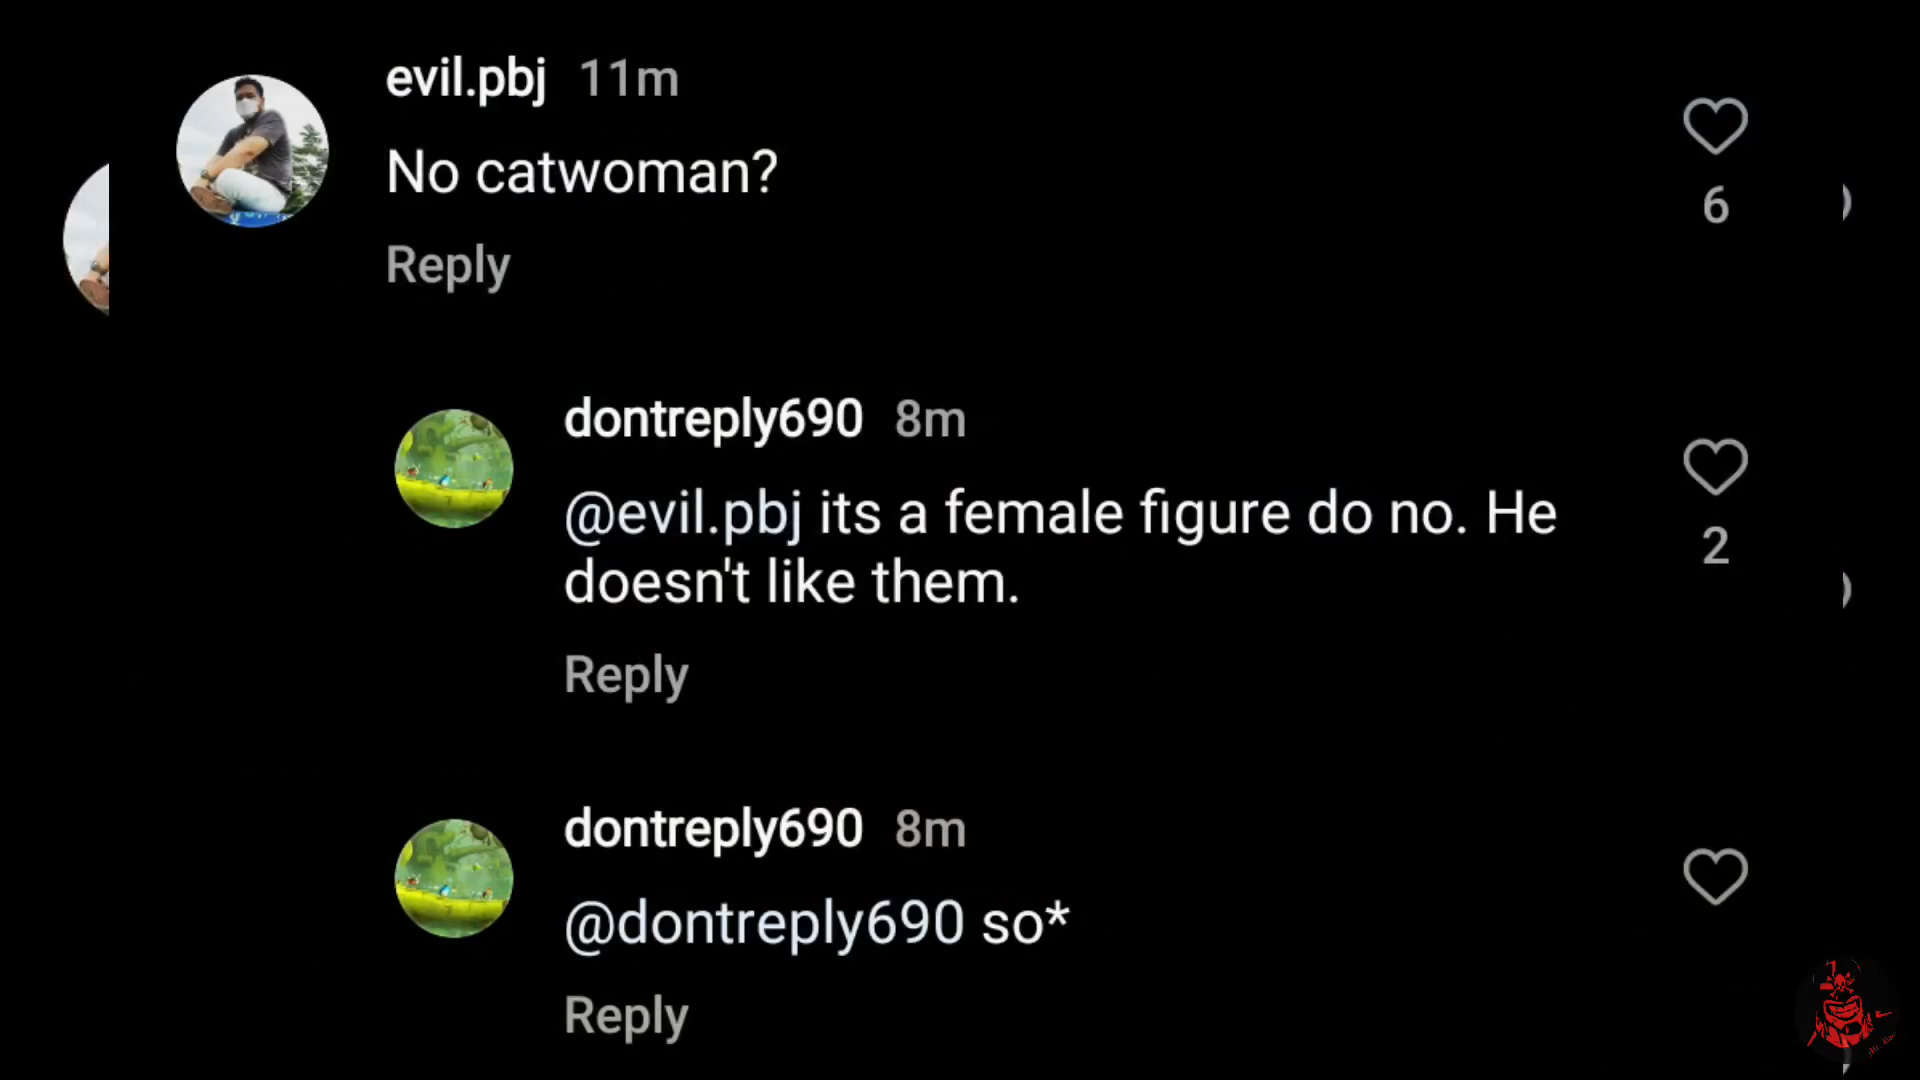 evil.pbj 11m
No catwoman?
6
Reply
dontreply690 8m
@evil.pbj its a female figure do no. He
doesn't like them.
2
Reply
dontreply690 8m
@dontreply690 so*
Reply